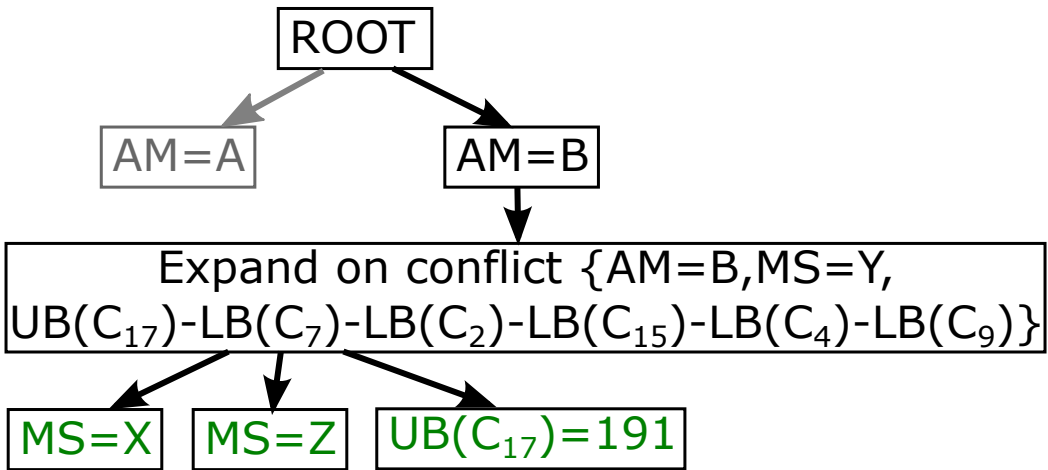 ROOT
AM=A
AM=B
Expand on conflict {AM=B,MS=Y,
UB(C₁₇)-LB(C₇)-LB(C₂)-LB(C₁₅)-LB(C₄)-LB(C₉)}
MS=X
MS=Z
UB(C₁₇)=191